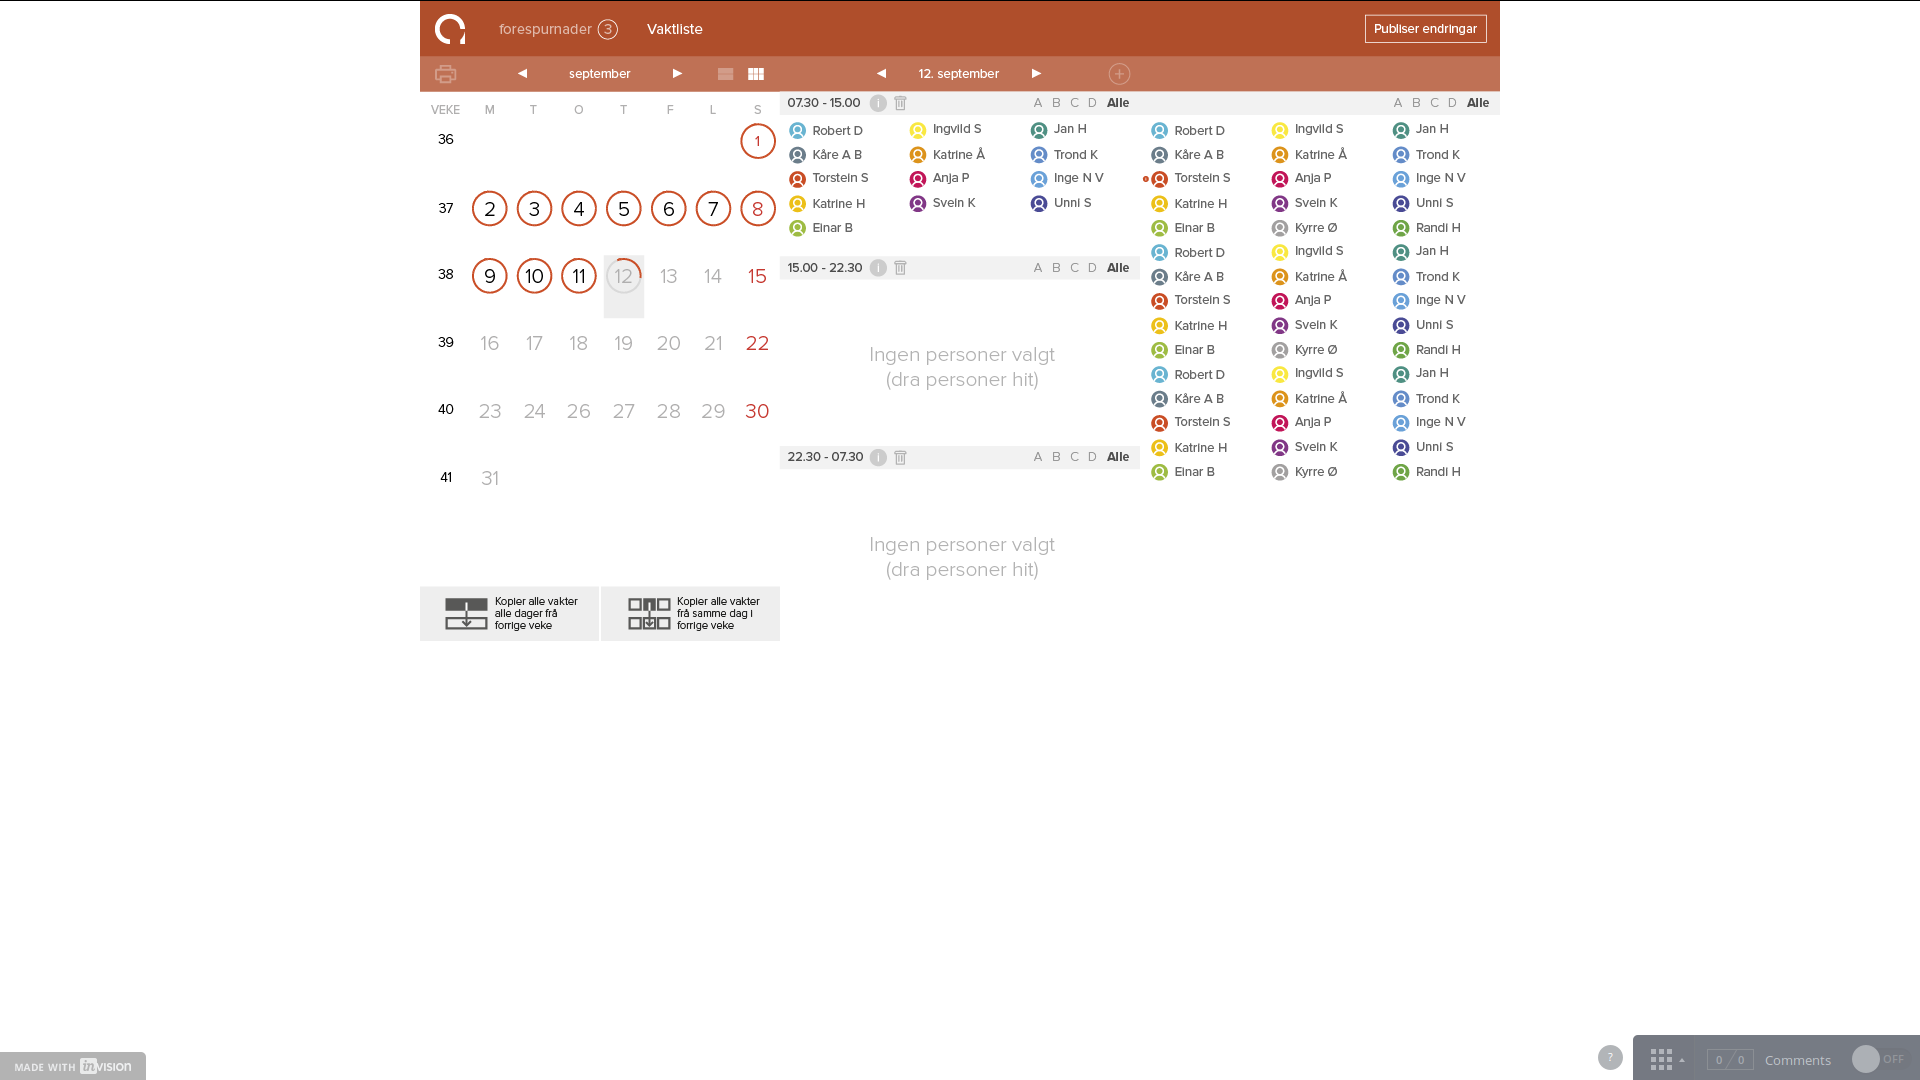 forespurnader 3 Vaktliste Publiser endringar
september 12. september
VEKE M T O T F L S
36 1
37 2 3 4 5 6 7 8
38 9 10 11 12 13 14 15
39 16 17 18 19 20 21 22
40 23 24 25 26 27 28 29 30
41 31
Kopier alle vakter
alle dager frå
forrige veke
Kopier alle vakter
frå samme dag i
forrige veke
07.30 - 15.00 i A B C D Alle
Robert D Ingvild S Jan H
Kåre A B Katrine Å Trond K
Torstein S Anja P Inge N V
Katrine H Svein K Unni S
Einar B
15.00 - 22.30 i A B C D Alle
Ingen personer valgt
(dra personer hit)
22.30 - 07.30 i A B C D Alle
Ingen personer valgt
(dra personer hit)
A B C D Alle
Robert D Ingvild S Jan H
Kåre A B Katrine Å Trond K
Torstein S Anja P Inge N V
Katrine H Svein K Unni S
Einar B Kyrre Ø Randi H
Robert D Ingvild S Jan H
Kåre A B Katrine Å Trond K
Torstein S Anja P Inge N V
Katrine H Svein K Unni S
Einar B Kyrre Ø Randi H
Robert D Ingvild S Jan H
Kåre A B Katrine Å Trond K
Torstein S Anja P Inge N V
Katrine H Svein K Unni S
Einar B Kyrre Ø Randi H
MADE WITH invision
? 0 / 0 Comments OFF